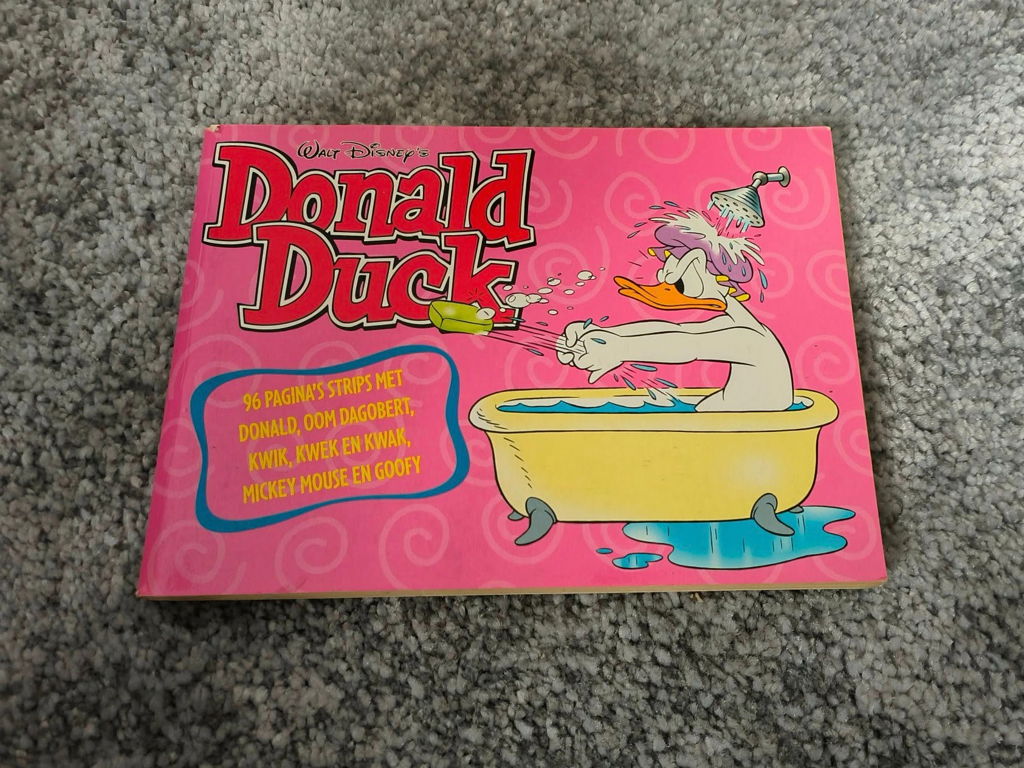 Walt Disney's
Donald
Duck
96 PAGINA'S STRIPS MET
DONALD, OOM DAGOBERT,
KWIK, KWEK EN KWAK,
MICKEY MOUSE EN GOOFY